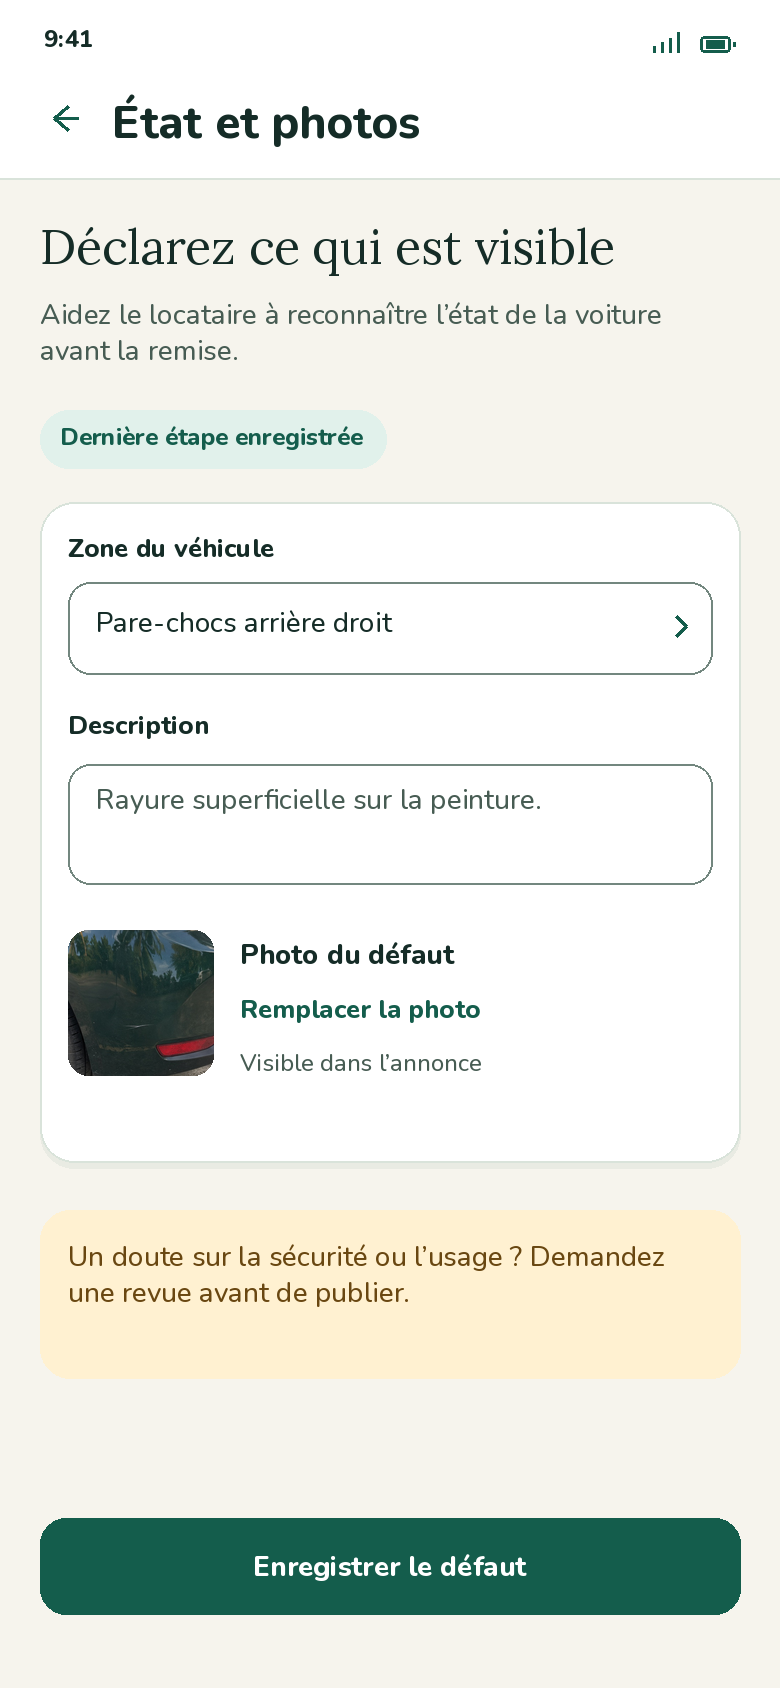 9:41
État et photos
Déclarez ce qui est visible
Aidez le locataire à reconnaître l’état de la voiture
avant la remise.
Dernière étape enregistrée
Zone du véhicule
Pare-chocs arrière droit
Description
Rayure superficielle sur la peinture.
Photo du défaut
Remplacer la photo
Visible dans l’annonce
Un doute sur la sécurité ou l’usage ? Demandez
une revue avant de publier.
Enregistrer le défaut